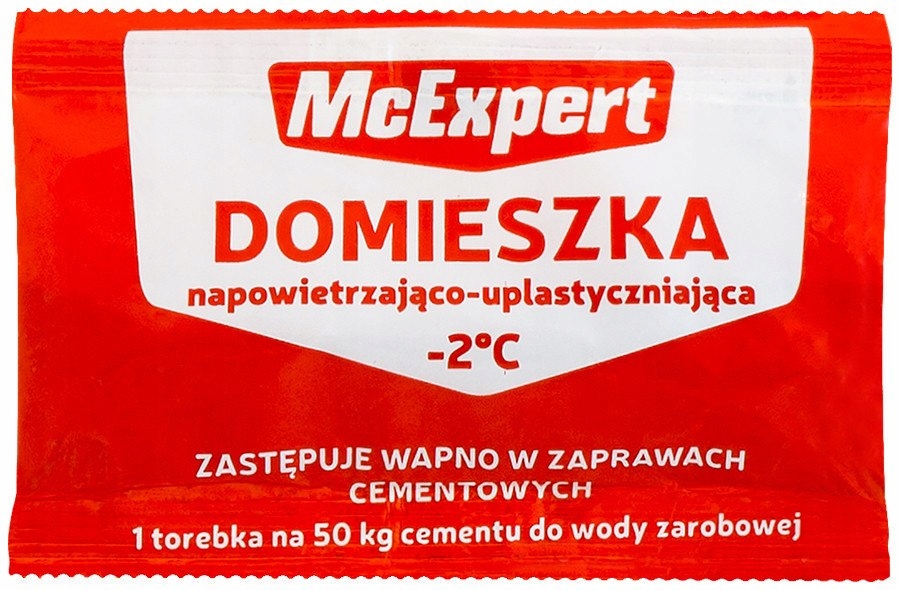 McExpert
DOMIESZKA
napowietrzająco-uplastyczniająca
-2°C
ZASTĘPUJE WAPNO W ZAPRAWACH
CEMENTOWYCH
1 torebka na 50 kg cementu do wody zarobowej